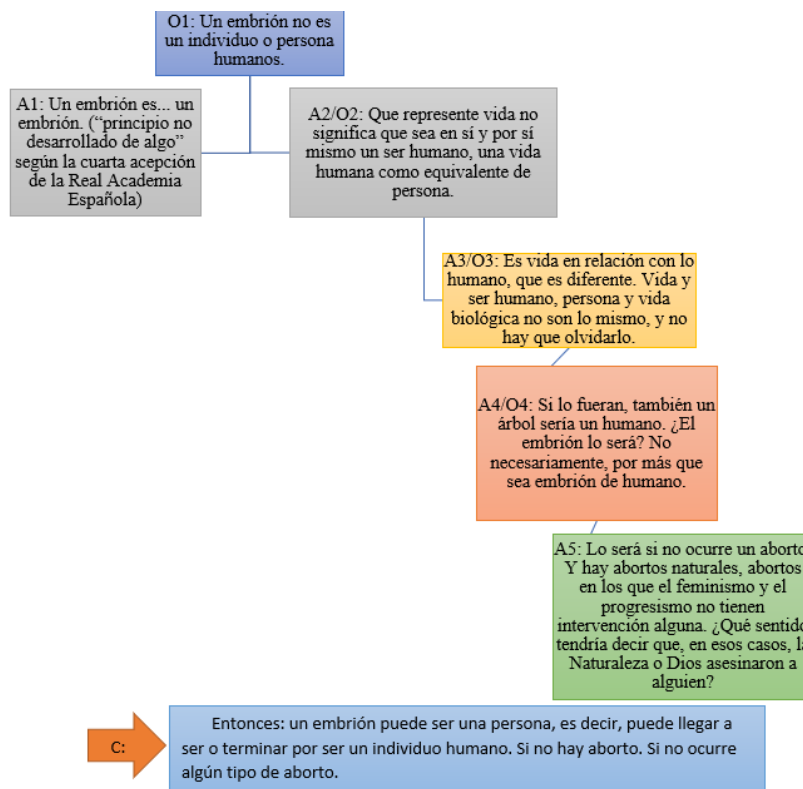 O1: Un embrión no es
un individuo o persona
humanos.
A1: Un embrión es... un
embrión. (“principio no
desarrollado de algo”
según la cuarta acepción
de la Real Academia
Española)
A2/O2: Que represente vida no
significa que sea en sí y por sí
mismo un ser humano, una vida
humana como equivalente de
persona.
A3/O3: Es vida en relación con lo
humano, que es diferente. Vida y
ser humano, persona y vida
biológica no son lo mismo, y no
hay que olvidarlo.
A4/O4: Si lo fueran, también un
árbol sería un humano. ¿El
embrión lo será? No
necesariamente, por más que
sea embrión de humano.
A5: Lo será si no ocurre un aborto
Y hay abortos naturales, abortos
en los que el feminismo y el
progresismo no tienen
intervención alguna. ¿Qué sentido
tendría decir que, en esos casos, la
Naturaleza o Dios asesinaron a
alguien?
C:
Entonces: un embrión puede ser una persona, es decir, puede llegar a
ser o terminar por ser un individuo humano. Si no hay aborto. Si no ocurre
algún tipo de aborto.